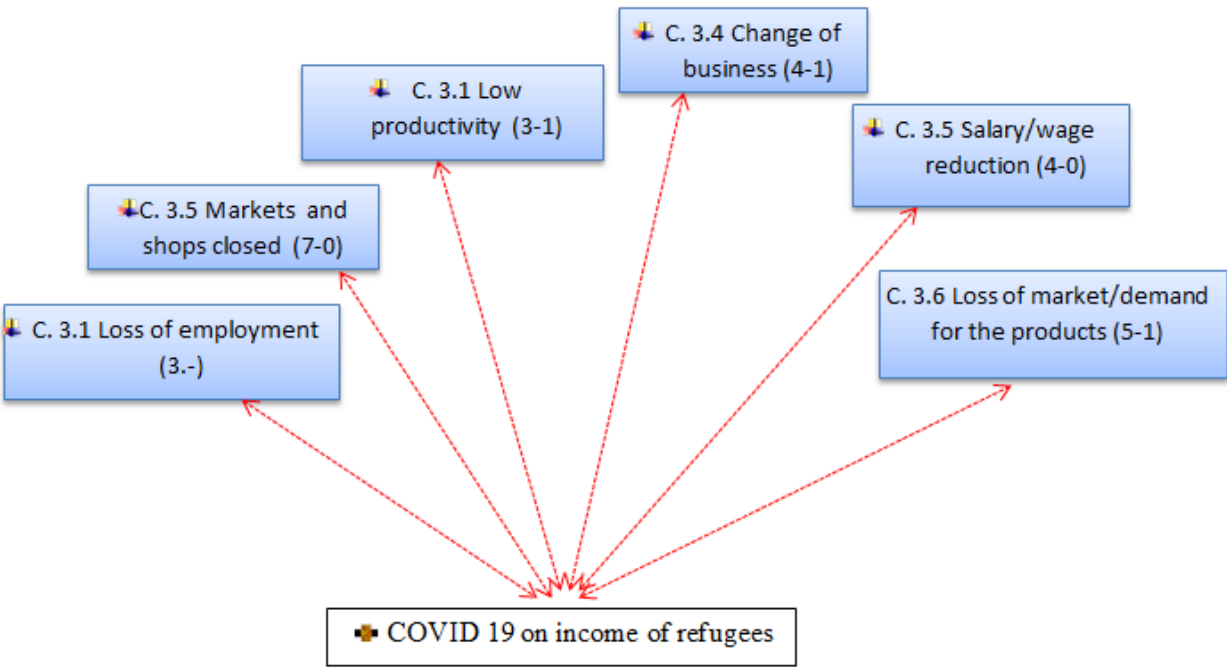 C. 3.4 Change of
business (4-1)
C. 3.1 Low
productivity (3-1)
C. 3.5 Salary/wage
reduction (4-0)
C. 3.5 Markets and
shops closed (7-0)
C. 3.6 Loss of market/demand
for the products (5-1)
C. 3.1 Loss of employment
(3.-)
COVID 19 on income of refugees